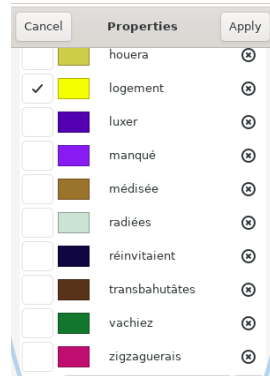 Cancel Properties Apply
houera
logement
luxer
manqué
médisée
radiées
réinvitaient
transbahutâtes
vachiez
zigzaguerais